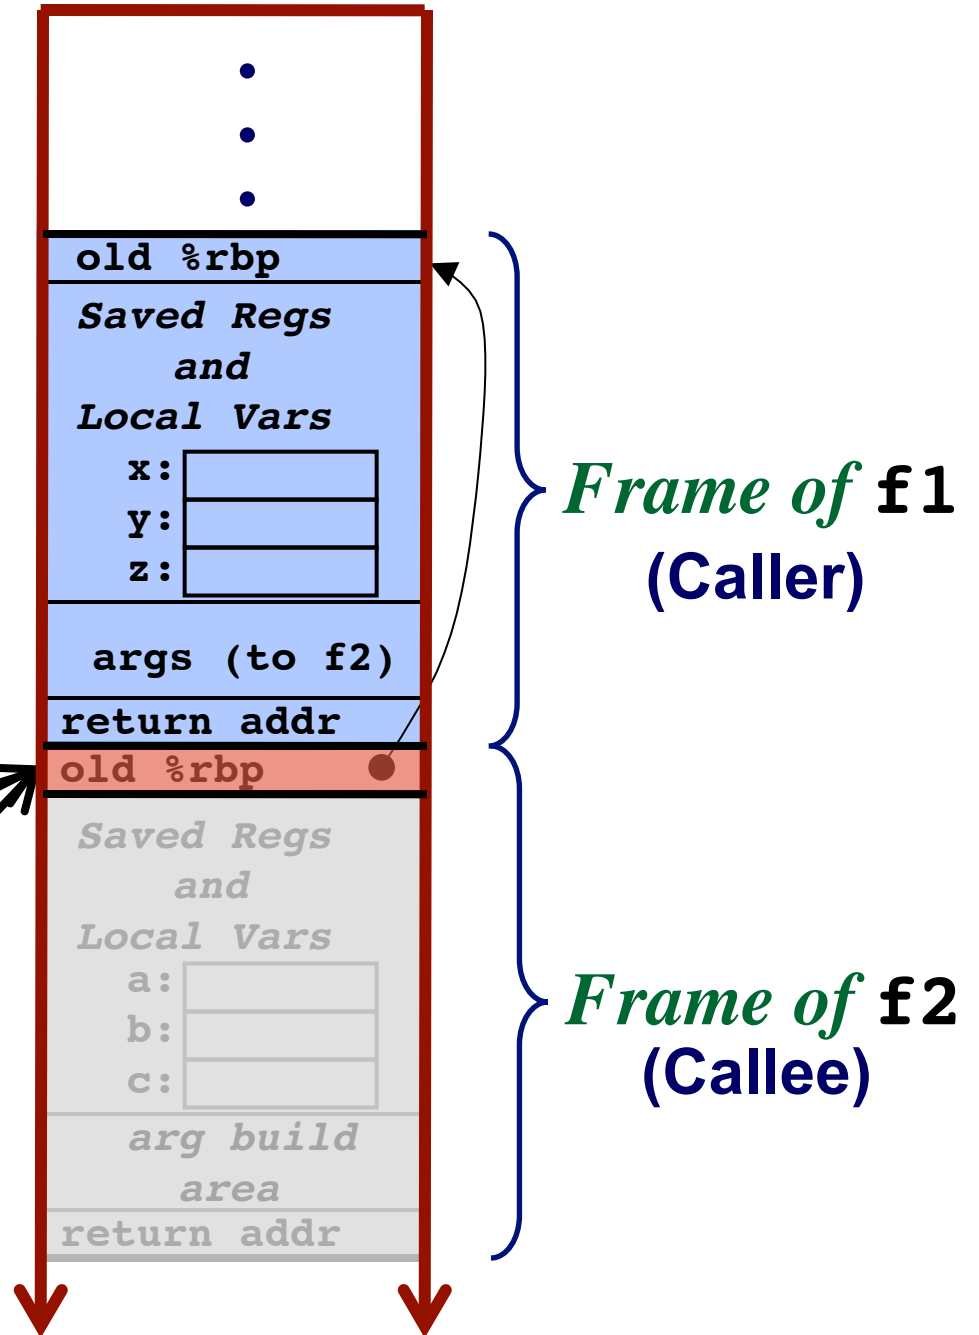 old %rbp
Saved Regs
and
Local Vars
x:
y:
z:
args (to f2)
return addr
Frame of f1
(Caller)
old %rbp
Saved Regs
and
Local Vars
a:
b:
c:
arg build
area
return addr
Frame of f2
(Callee)